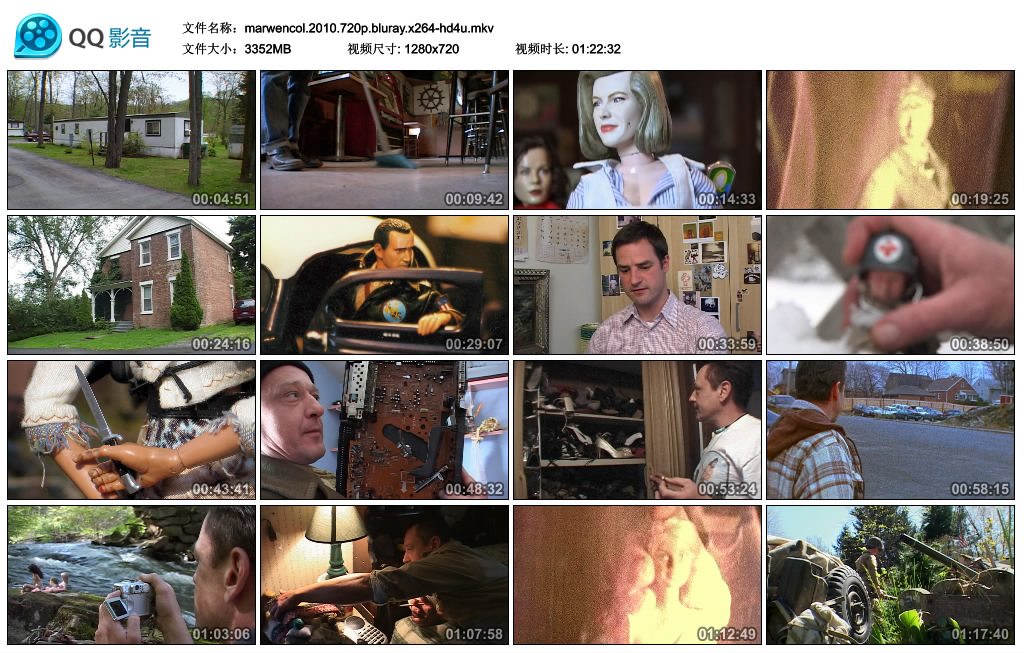 QQ 影音
文件名称: marwencol.2010.720p.bluray.x264-hd4u.mkv
文件大小: 3352MB 视频尺寸: 1280x720 视频时长: 01:22:32
00:04:51 00:09:42 00:14:33 00:19:25
00:24:16 00:29:07 00:33:59 00:38:50
00:43:41 00:48:32 00:53:24 00:58:15
01:03:06 01:07:58 01:12:49 01:17:40